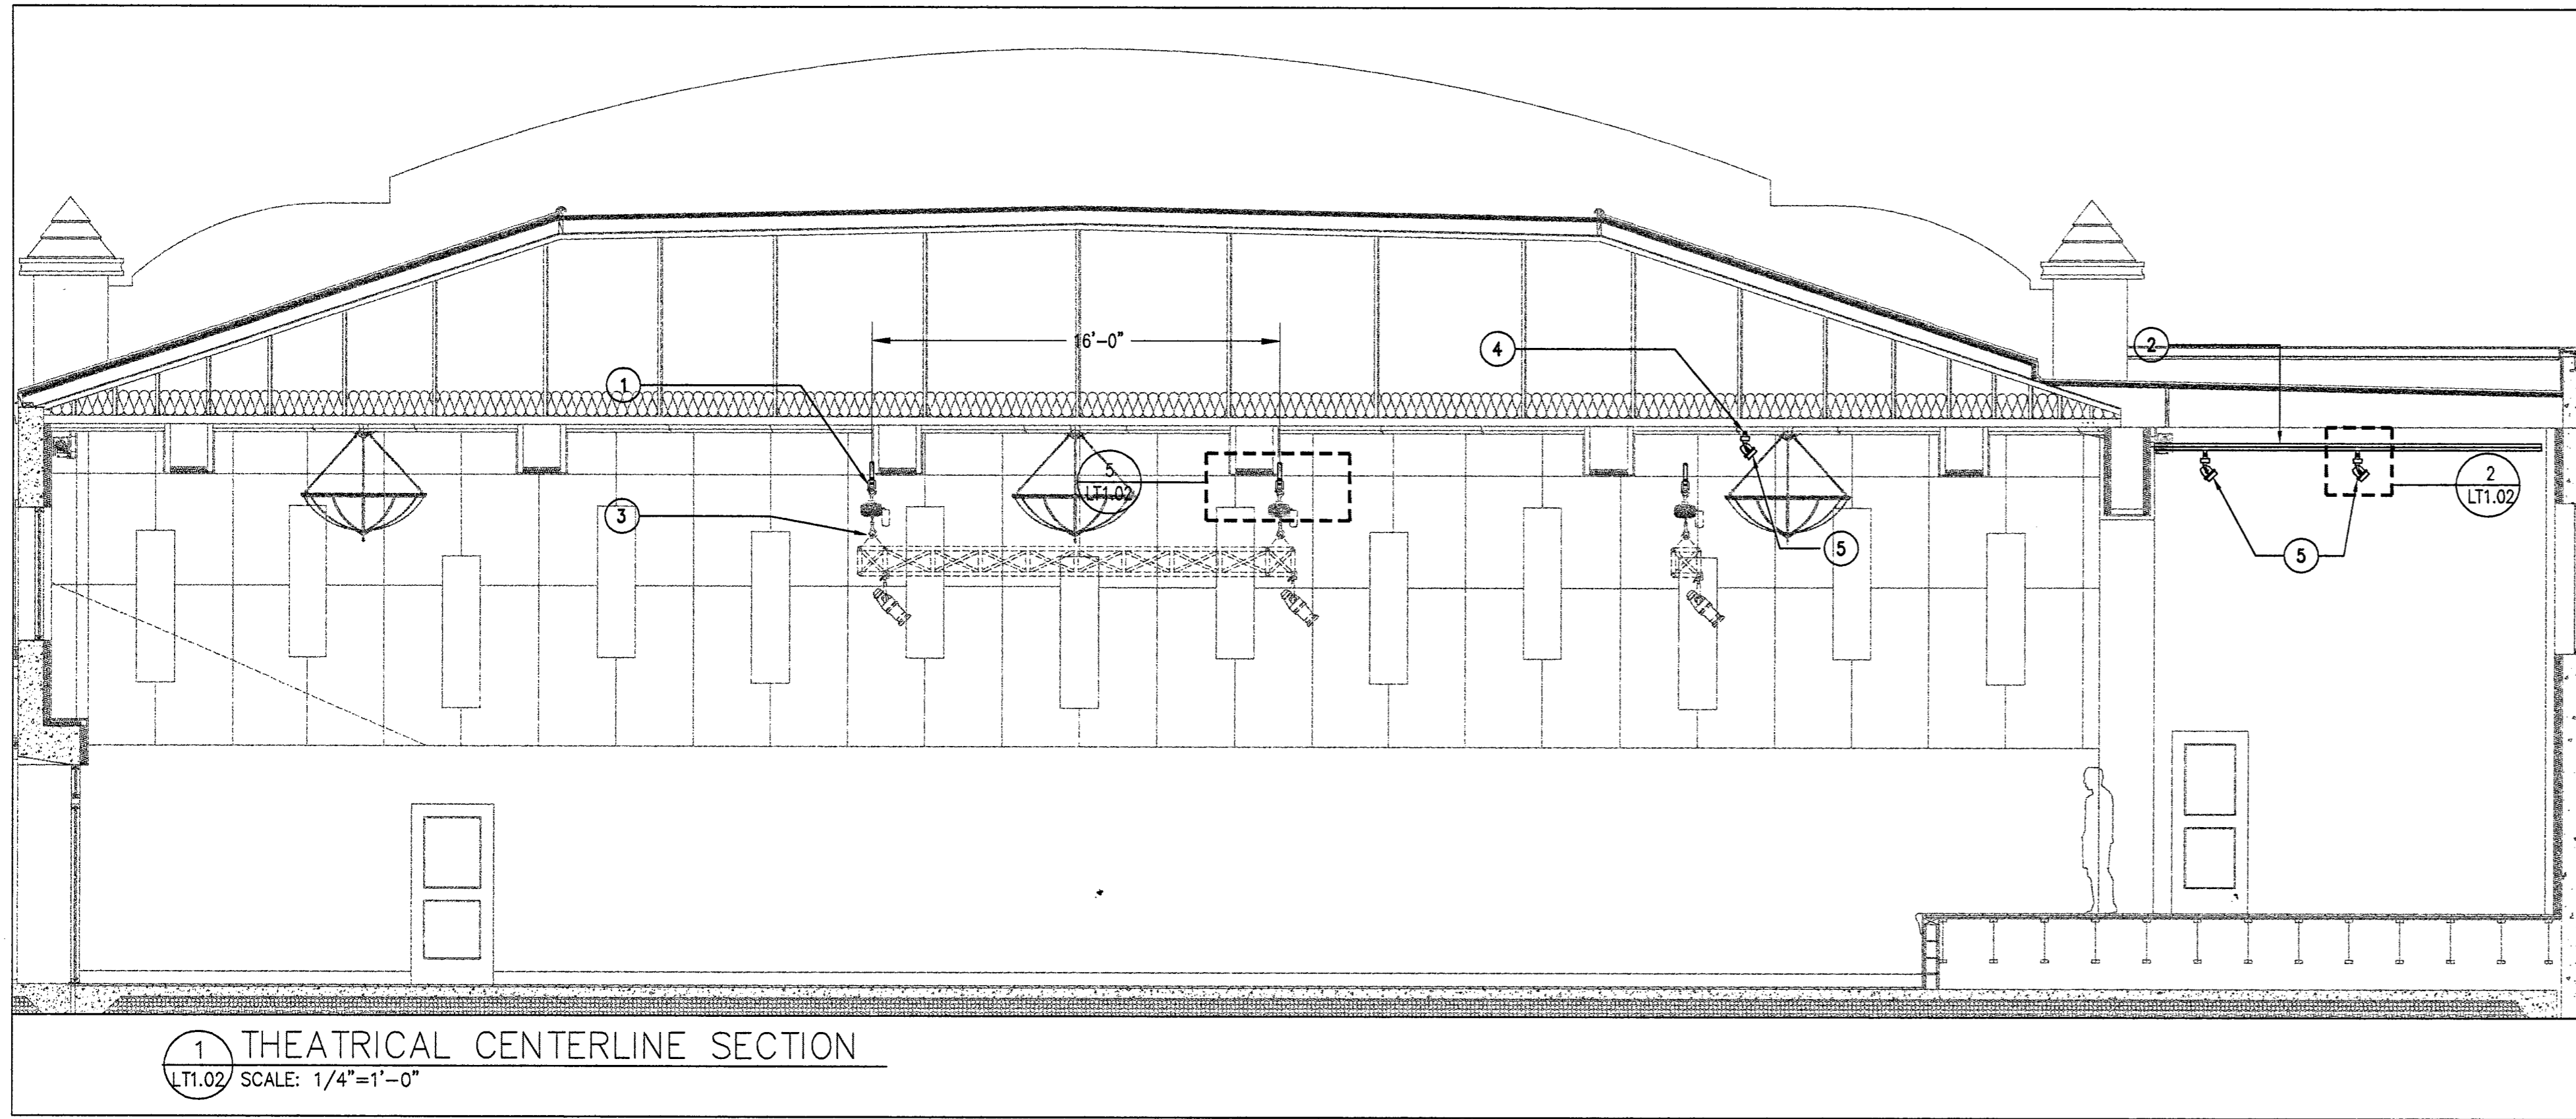 16'-0"
4
2
1
5
LT1.02
2
LT1.02
3
5
5
1
LT1.02
THEATRICAL CENTERLINE SECTION
SCALE: 1/4"=1'-0"